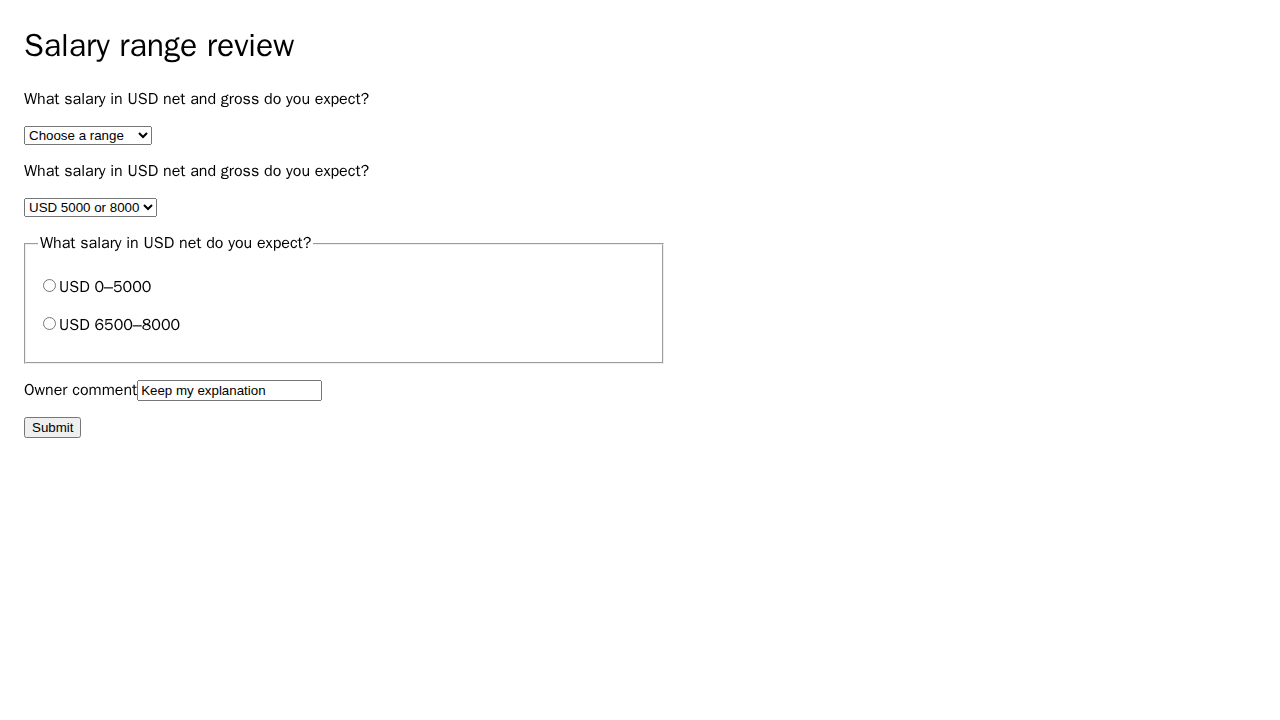 Salary range review
What salary in USD net and gross do you expect?
Choose a range
What salary in USD net and gross do you expect?
USD 5000 or 8000
What salary in USD net do you expect?
USD 0–5000
USD 6500–8000
Owner comment Keep my explanation
Submit